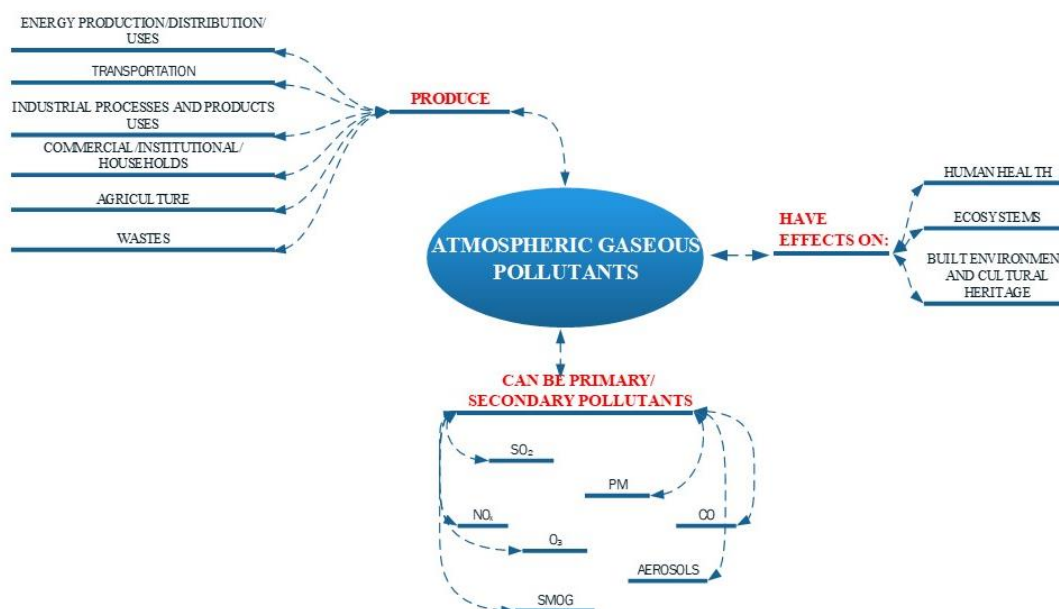 ENERGY PRODUCTION/DISTRIBUTION/
USES
TRANSPORTATION
INDUSTRIAL PROCESSES AND PRODUCTS
USES
COMMERCIAL/INSTITUTIONAL/
HOUSEHOLDS
AGRICULTURE
WASTES
PRODUCE
ATMOSPHERIC GASEOUS
POLLUTANTS
HAVE
EFFECTS ON:
HUMAN HEALTH
ECOSYSTEMS
BUILT ENVIRONMEN
AND CULTURAL
HERITAGE
CAN BE PRIMARY/
SECONDARY POLLUTANTS
SO₂
PM
NOₓ
CO
O₃
AEROSOLS
SMOG